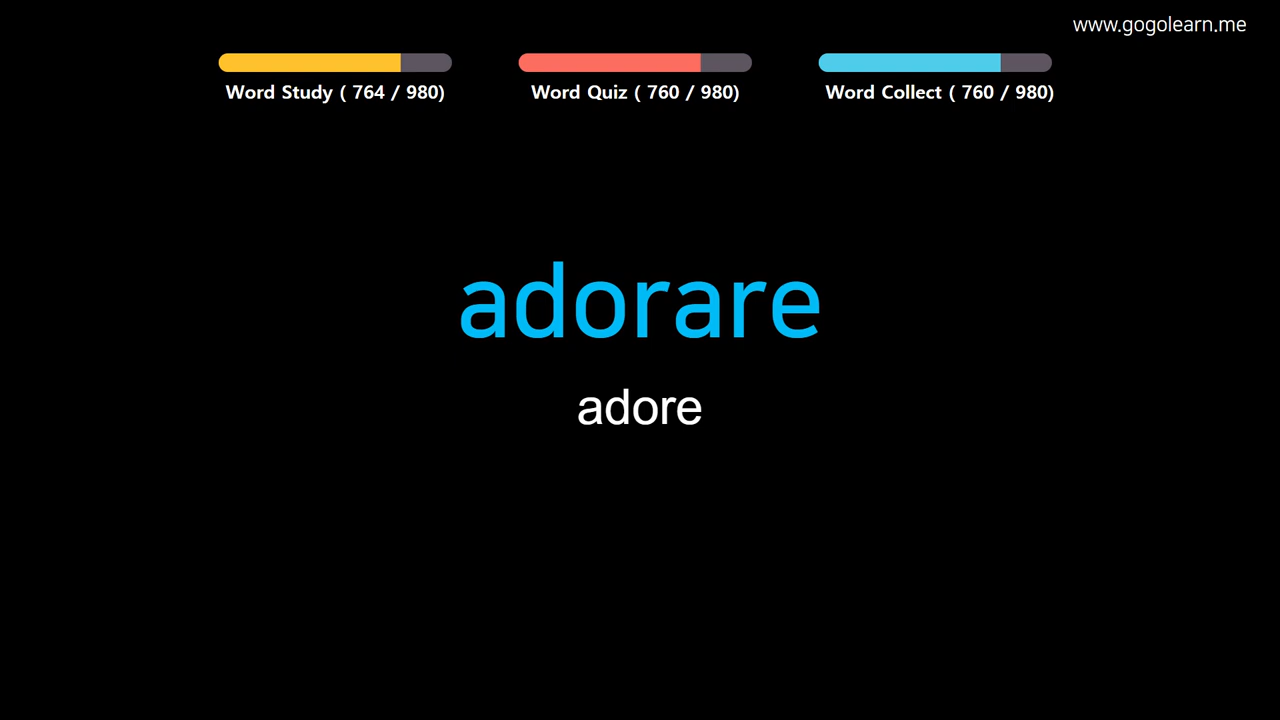 www.gogolearn.me
Word Study ( 764 / 980)
Word Quiz ( 760 / 980)
Word Collect ( 760 / 980)
adorare
adore